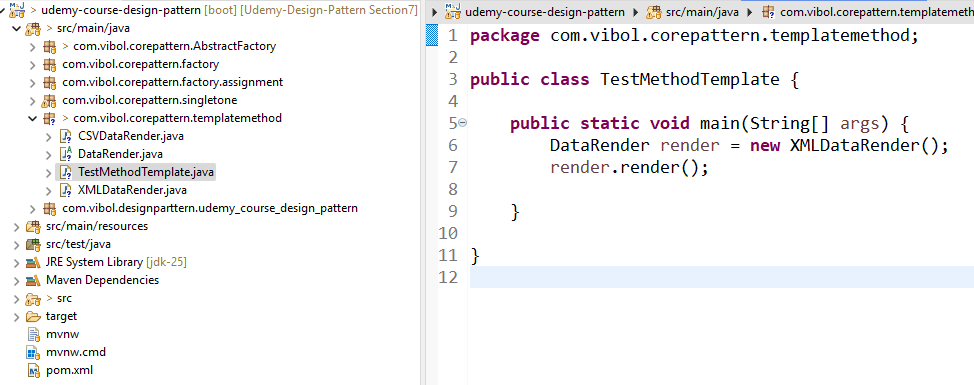 > udemy-course-design-pattern [boot] [Udemy-Design-Pattern Section7]
> src/main/java
> com.vibol.corepattern.AbstractFactory
com.vibol.corepattern.factory
com.vibol.corepattern.factory.assignment
com.vibol.corepattern.singletone
> com.vibol.corepattern.templatemethod
CSVDataRender.java
DataRender.java
TestMethodTemplate.java
XMLDataRender.java
com.vibol.designparttern.udemy_course_design_pattern
src/main/resources
src/test/java
JRE System Library [jdk-25]
Maven Dependencies
> src
target
mvnw
mvnw.cmd
pom.xml
udemy-course-design-pattern src/main/java com.vibol.corepattern.templatemeth
1 package com.vibol.corepattern.templatemethod;
2
3 public class TestMethodTemplate {
4
5 public static void main(String[] args) {
6 DataRender render = new XMLDataRender();
7 render.render();
8
9 }
10
11 }
12